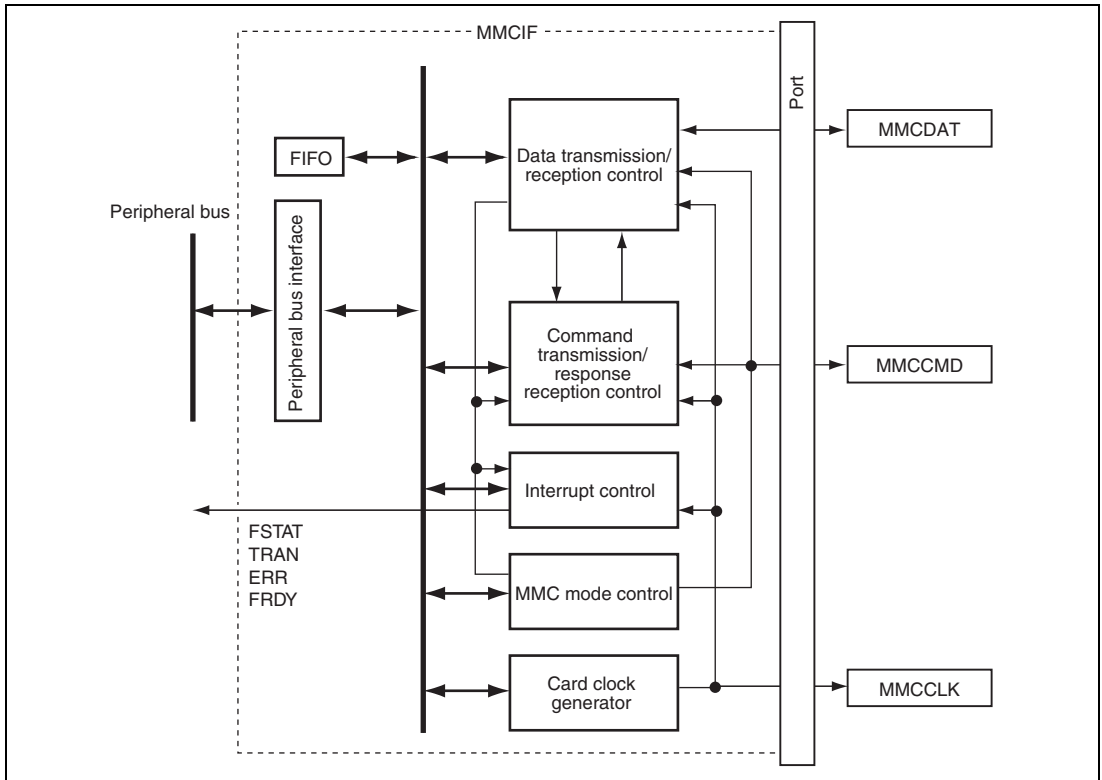 MMCIF
Port
MMCDAT
FIFO
Data transmission/
reception control
Peripheral bus
Peripheral bus interface
Command
transmission/
response
reception control
MMCCMD
Interrupt control
FSTAT
TRAN
ERR
FRDY
MMC mode control
Card clock
generator
MMCCLK